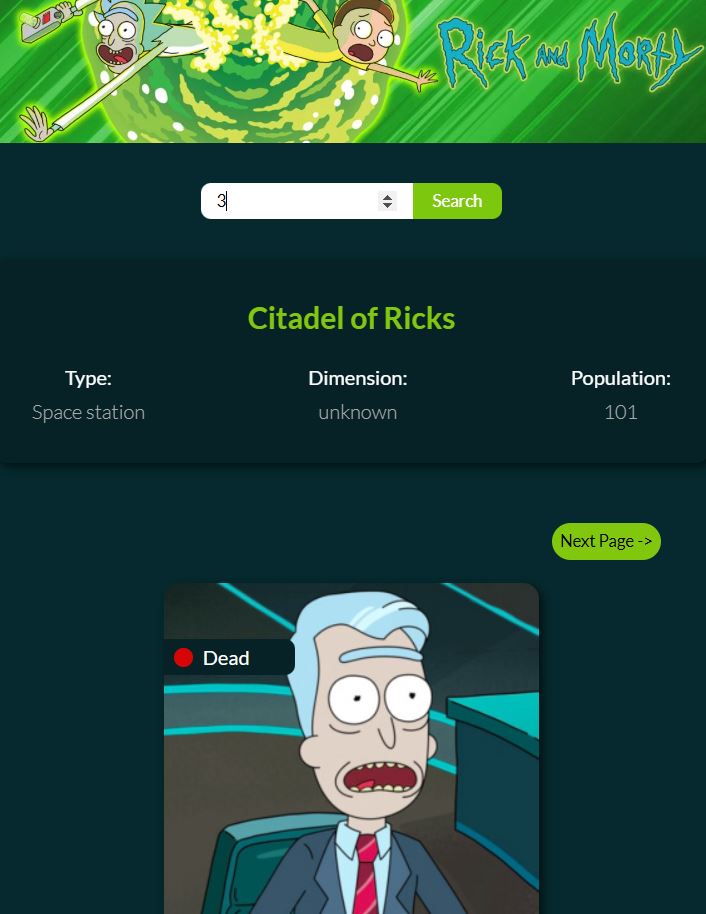 Rick and Morty
3
Search
Citadel of Ricks
Type:
Dimension:
Population:
Space station
unknown
101
Next Page ->
Dead